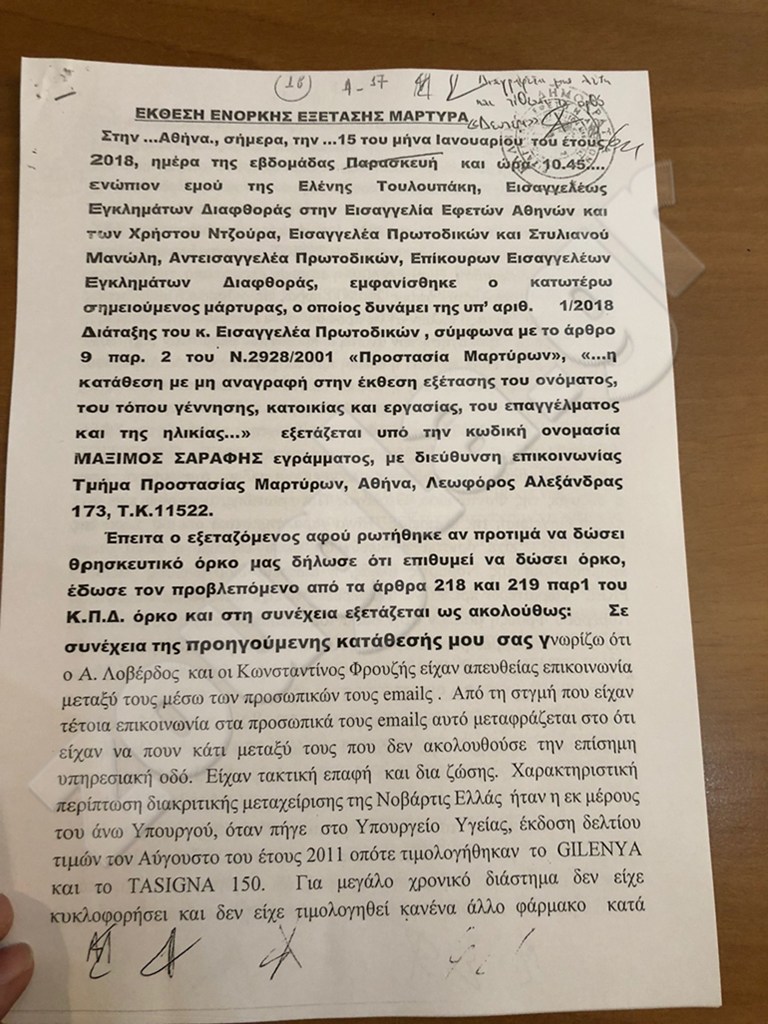 (18) A-37 Διαγράφεται μια λέξη
και τίθεται το ορθό
«Δευτέρα»
ΕΚΘΕΣΗ ΕΝΟΡΚΗΣ ΕΞΕΤΑΣΗΣ ΜΑΡΤΥΡΑ
Στην ...Αθήνα., σήμερα, την ...15 του μήνα Ιανουαρίου του έτους
2018, ημέρα της εβδομάδας Παρασκευή και ώρα 10.45....
ενώπιον εμού της Ελένης Τουλουπάκη, Εισαγγελέως
Εγκλημάτων Διαφθοράς στην Εισαγγελία Εφετών Αθηνών και
των Χρήστου Ντζούρα, Εισαγγελέα Πρωτοδικών και Στυλιανού
Μανώλη, Αντεισαγγελέα Πρωτοδικών, Επίκουρων Εισαγγελέων
Εγκλημάτων Διαφθοράς, εμφανίσθηκε ο κατωτέρω
σημειούμενος μάρτυρας, ο οποίος δυνάμει της υπ' αριθ. 1/2018
Διάταξης του κ. Εισαγγελέα Πρωτοδικών , σύμφωνα με το άρθρο
9 παρ. 2 του Ν.2928/2001 «Προστασία Μαρτύρων», «...η
κατάθεση με μη αναγραφή στην έκθεση εξέτασης του ονόματος,
του τόπου γέννησης, κατοικίας και εργασίας, του επαγγέλματος
και της ηλικίας...» εξετάζεται υπό την κωδική ονομασία
ΜΑΞΙΜΟΣ ΣΑΡΑΦΗΣ εγράμματος, με διεύθυνση επικοινωνίας
Τμήμα Προστασίας Μαρτύρων, Αθήνα, Λεωφόρος Αλεξάνδρας
173, Τ.Κ.11522.
Έπειτα ο εξεταζόμενος αφού ρωτήθηκε αν προτιμά να δώσει
θρησκευτικό όρκο μας δήλωσε ότι επιθυμεί να δώσει όρκο,
έδωσε τον προβλεπόμενο από τα άρθρα 218 και 219 παρ1 του
Κ.Π.Δ. όρκο και στη συνέχεια εξετάζεται ως ακολούθως: Σε
συνέχεια της προηγούμενης κατάθεσής μου σας γνωρίζω ότι
ο Α. Λοβέρδος και οι Κωνσταντίνος Φρουζής είχαν απευθείας επικοινωνία
μεταξύ τους μέσω των προσωπικών τους emails . Από τη στγμή που είχαν
τέτοια επικοινωνία στα προσωπικά τους emails αυτό μεταφράζεται στο ότι
είχαν να πουν κάτι μεταξύ τους που δεν ακολουθούσε την επίσημη
υπηρεσιακή οδό. Είχαν τακτική επαφή και δια ζώσης. Χαρακτηριστική
περίπτωση διακριτικής μεταχείρισης της Νοβάρτις Ελλάς ήταν η εκ μέρους
του άνω Υπουργού, όταν πήγε στο Υπουργείο Υγείας, έκδοση δελτίου
τιμών τον Αύγουστο του έτους 2011 οπότε τιμολογήθηκαν το GILENYA
και το TASIGNA 150. Για μεγάλο χρονικό διάστημα δεν είχε
κυκλοφορήσει και δεν είχε τιμολογηθεί κανένα άλλο φάρμακο κατά